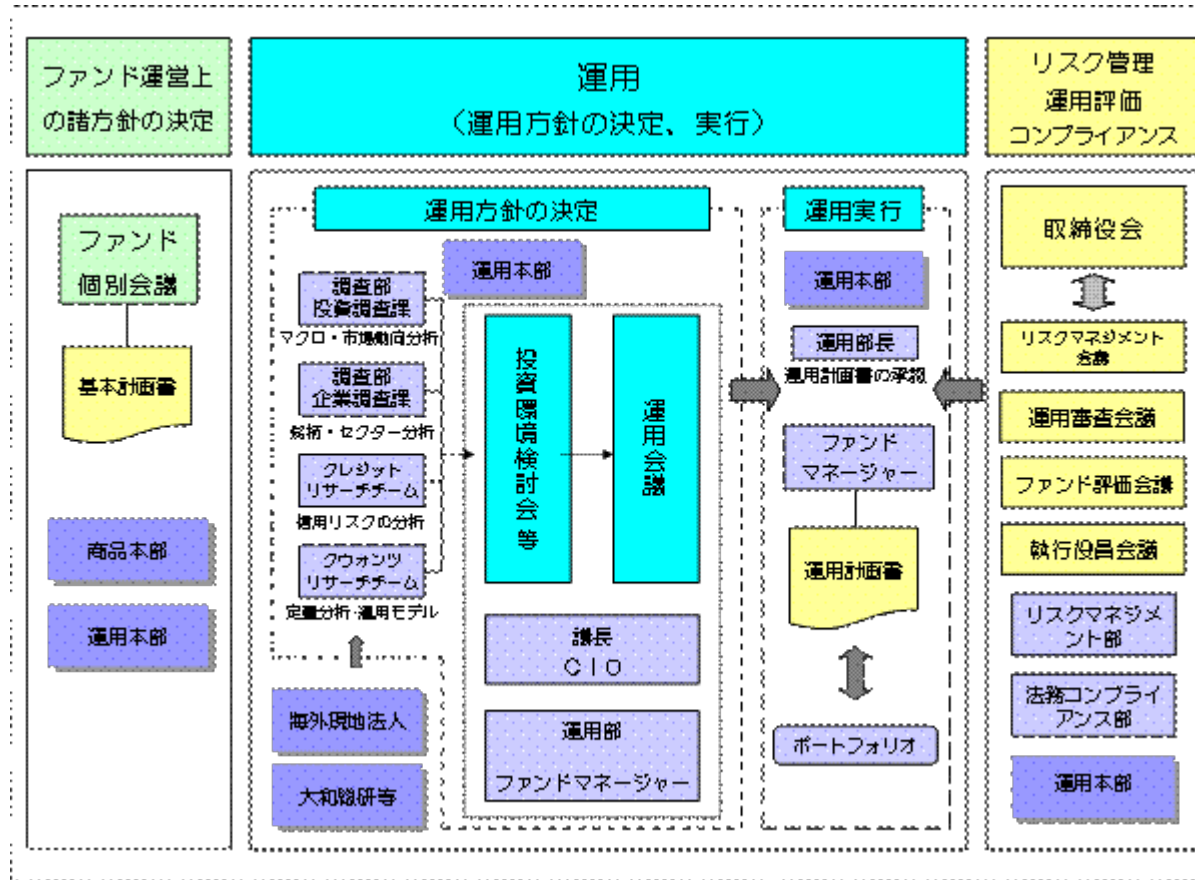 ファンド運営上
の諸方針の決定
運用
（運用方針の決定、実行）
リスク管理
運用評価
コンプライアンス
ファンド
個別会議
基本計画書
商品本部
運用本部
運用方針の決定
運用本部
調査部
投資調査課
マクロ・市場動向分析
調査部
企業調査課
銘柄・セクター分析
クレジット
リサーチチーム
信用リスクの分析
クウォンツ
リサーチチーム
定量分析・運用モデル
海外現地法人
大和総研等
投資環境検討会等
運用会議
議長
ＣＩＯ
運用部
ファンドマネージャー
運用実行
運用本部
運用部長
運用計画書の承認
ファンド
マネージャー
運用計画書
ポートフォリオ
取締役会
リスクマネジメント
会議
運用審査会議
ファンド評価会議
執行役員会議
リスクマネジメ
ント部
法務コンプライ
アンス部
運用本部